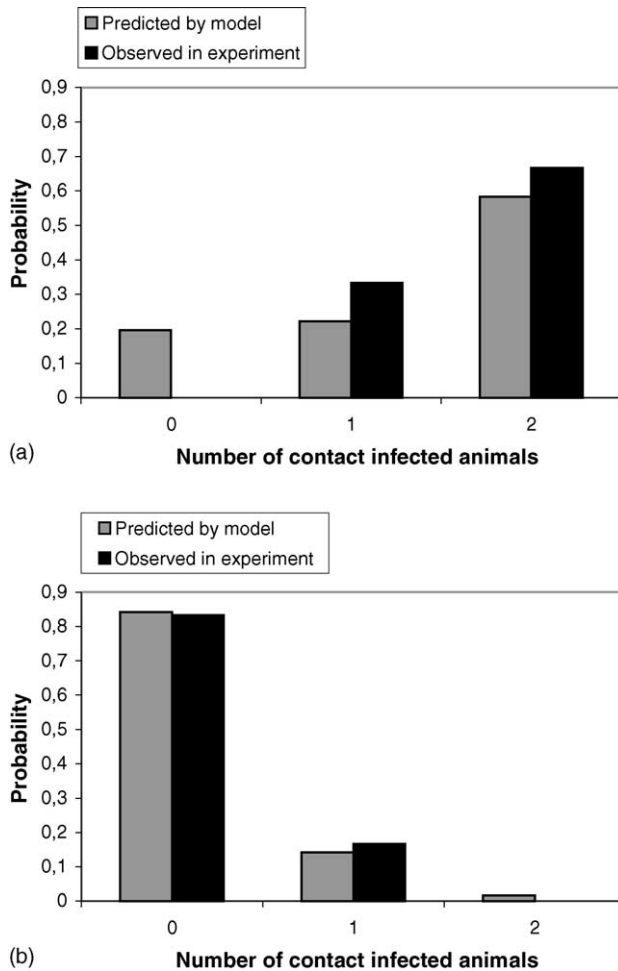 Predicted by model
Observed in experiment
0,9
0,8
0,7
0,6
0,5
0,4
0,3
0,2
0,1
0
Probability
0 1 2
(a) Number of contact infected animals
Predicted by model
Observed in experiment
0,9
0,8
0,7
0,6
0,5
0,4
0,3
0,2
0,1
0
Probability
0 1 2
(b) Number of contact infected animals